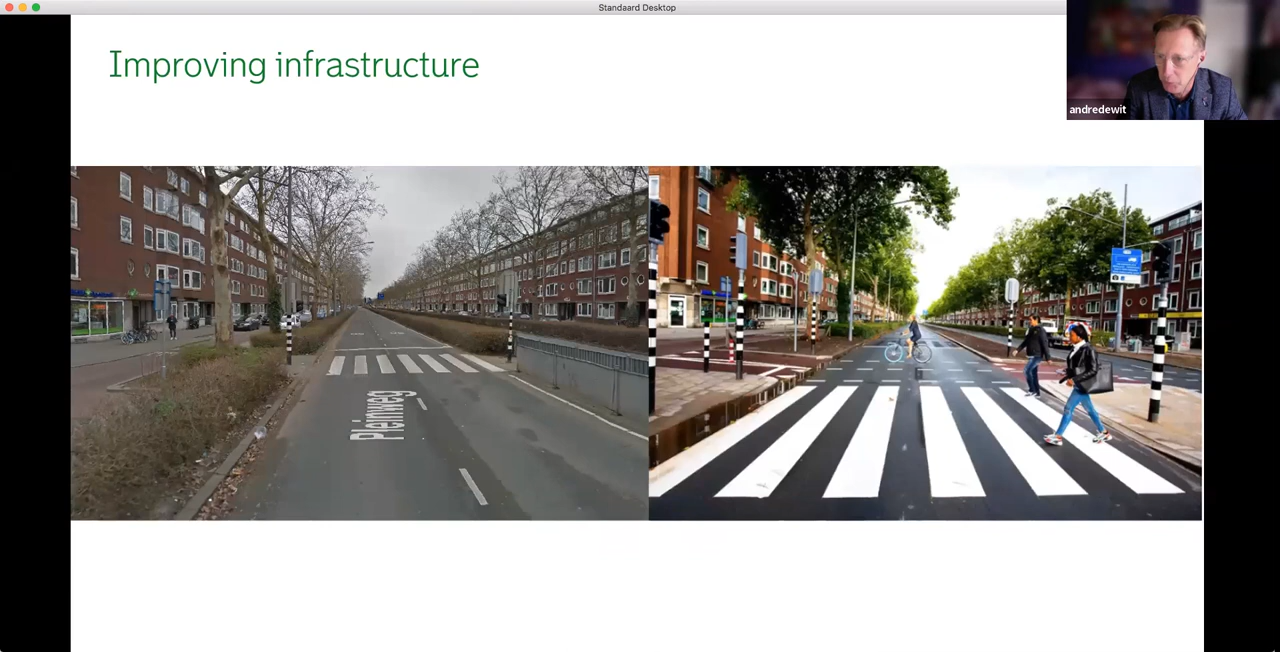 Standaard Desktop
Improving infrastructure
andredewit
Pleinweg